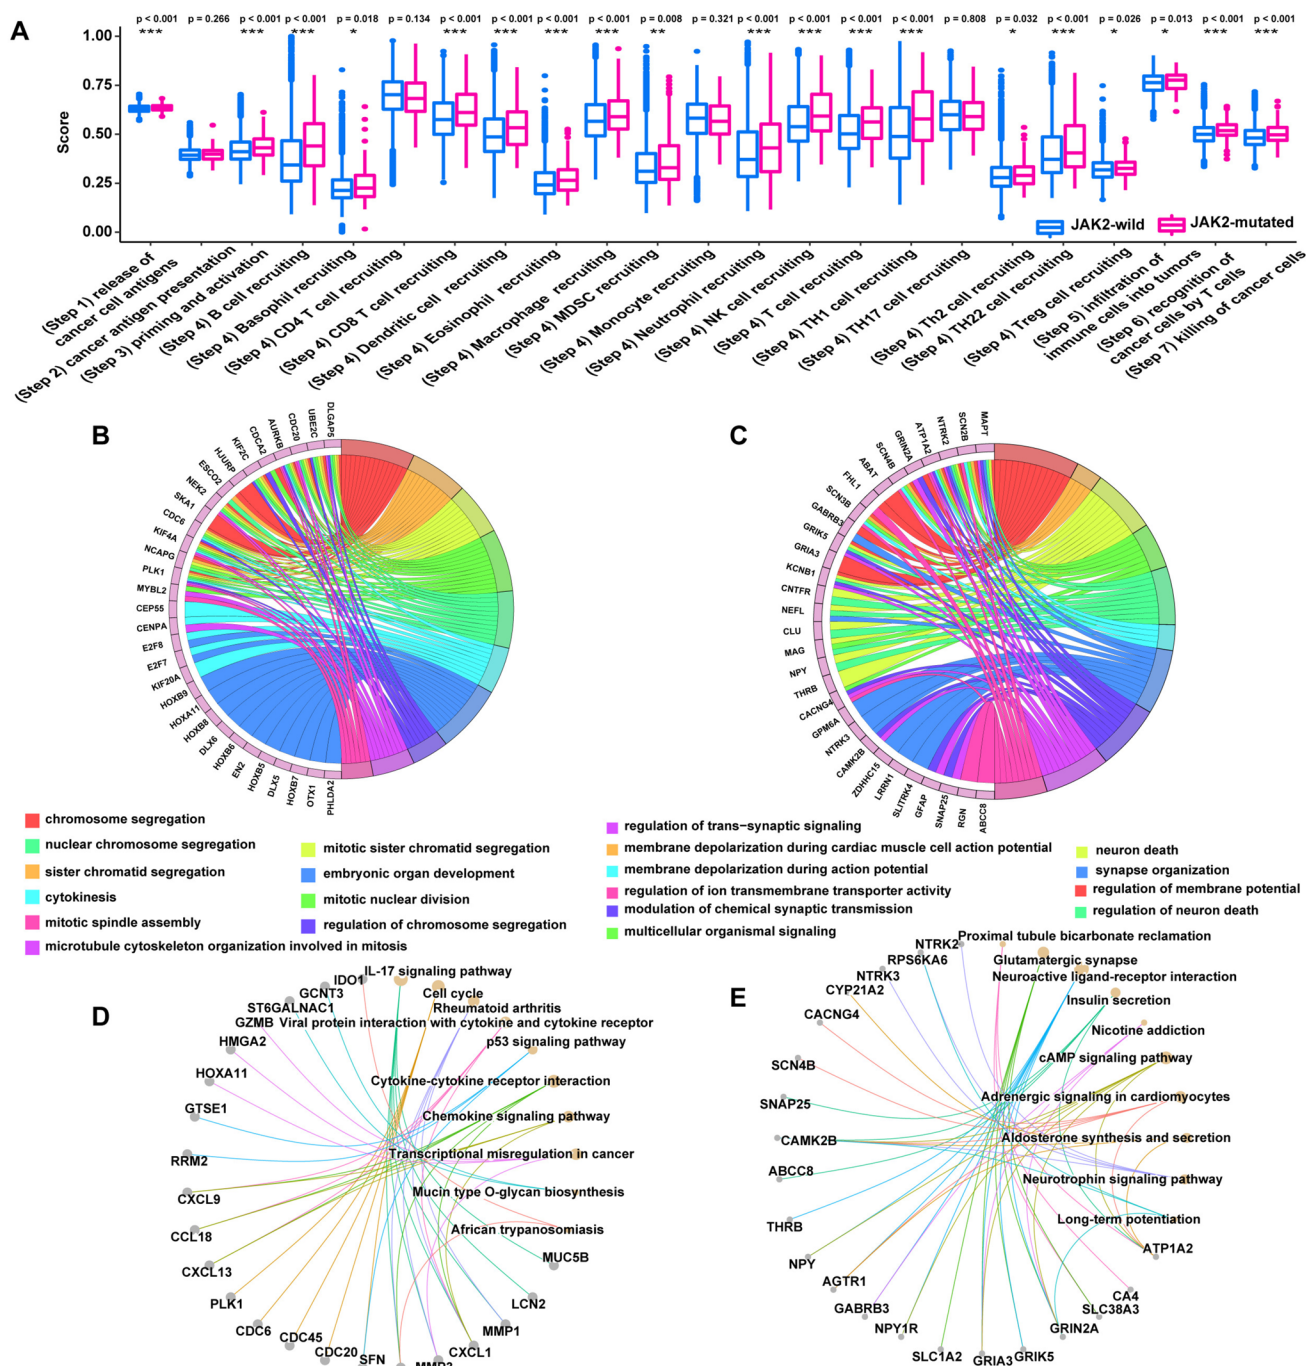 A
p < 0.001 p = 0.266 p < 0.001 p < 0.001 p = 0.018 p = 0.134 p < 0.001 p < 0.001 p < 0.001 p < 0.001 p = 0.008 p = 0.321 p < 0.001 p < 0.001 p < 0.001 p < 0.001 p = 0.808 p = 0.032 p < 0.001 p = 0.026 p = 0.013 p < 0.001 p < 0.001
*** *** *** * *** *** *** *** ** *** *** *** *** * *** * * *** ***
1.00
0.75
0.50
0.25
0.00
Score
JAK2-wild JAK2-mutated
(Step 1) release of
cancer cell antigens
(Step 2) cancer antigen presentation
(Step 3) priming and activation
(Step 4) B cell recruiting
(Step 4) Basophil recruiting
(Step 4) CD4 T cell recruiting
(Step 4) CD8 T cell recruiting
(Step 4) Dendritic cell recruiting
(Step 4) Eosinophil recruiting
(Step 4) Macrophage recruiting
(Step 4) MDSC recruiting
(Step 4) Monocyte recruiting
(Step 4) Neutrophil recruiting
(Step 4) NK cell recruiting
(Step 4) T cell recruiting
(Step 4) TH1 cell recruiting
(Step 4) TH17 cell recruiting
(Step 4) Th2 cell recruiting
(Step 4) TH22 cell recruiting
(Step 4) Treg cell recruiting
(Step 5) infiltration of
immune cells into tumors
(Step 6) recognition of
cancer cells by T cells
(Step 7) killing of cancer cells
B
DLGAP5
UBE2C
CDC20
AURKB
CDCA2
KIF2C
HJURP
ESCO2
NEK2
SKA1
CDC6
KIF4A
NCAPG
PLK1
MYBL2
CEP55
CENPA
E2F8
E2F7
KIF20A
HOXB9
HOXA11
HOXB8
DLX6
HOXB6
EN2
HOXB5
DLX5
HOXB7
OTX1
PHLDA2
chromosome segregation
nuclear chromosome segregation
sister chromatid segregation
cytokinesis
mitotic spindle assembly
microtubule cytoskeleton organization involved in mitosis
mitotic sister chromatid segregation
embryonic organ development
mitotic nuclear division
regulation of chromosome segregation
C
MAPT
SCN2B
NTRK2
ATP1A2
GRIN2A
SCN4B
ABAT
FHL1
SCN3B
GABRB3
GRIK5
GRIA3
KCNB1
CNTFR
NEFL
CLU
MAG
NPY
THRB
CACNG4
GPM6A
NTRK3
CAMK2B
ZDHHC15
LRRN1
SLITRK4
GFAP
SNAP25
RGN
ABCC8
regulation of trans−synaptic signaling
membrane depolarization during cardiac muscle cell action potential
membrane depolarization during action potential
regulation of ion transmembrane transporter activity
modulation of chemical synaptic transmission
multicellular organismal signaling
neuron death
synapse organization
regulation of membrane potential
regulation of neuron death
D
IL-17 signaling pathway
Cell cycle
Rheumatoid arthritis
Viral protein interaction with cytokine and cytokine receptor
p53 signaling pathway
Cytokine-cytokine receptor interaction
Chemokine signaling pathway
Transcriptional misregulation in cancer
Mucin type O-glycan biosynthesis
African trypanosomiasis
MUC5B
LCN2
MMP1
CXCL1
MMP3
SFN
CDC20
CDC45
CDC6
PLK1
CXCL13
CCL18
CXCL9
RRM2
GTSE1
HOXA11
HMGA2
GZMB
ST6GALNAC1
GCNT3
IDO1
E
Proximal tubule bicarbonate reclamation
Glutamatergic synapse
Neuroactive ligand-receptor interaction
Insulin secretion
Nicotine addiction
cAMP signaling pathway
Adrenergic signaling in cardiomyocytes
Aldosterone synthesis and secretion
Neurotrophin signaling pathway
Long-term potentiation
ATP1A2
CA4
SLC38A3
GRIN2A
GRIK5
GRIA3
SLC1A2
NPY1R
GABRB3
AGTR1
NPY
THRB
ABCC8
CAMK2B
SNAP25
SCN4B
CACNG4
CYP21A2
NTRK3
RPS6KA6
NTRK2